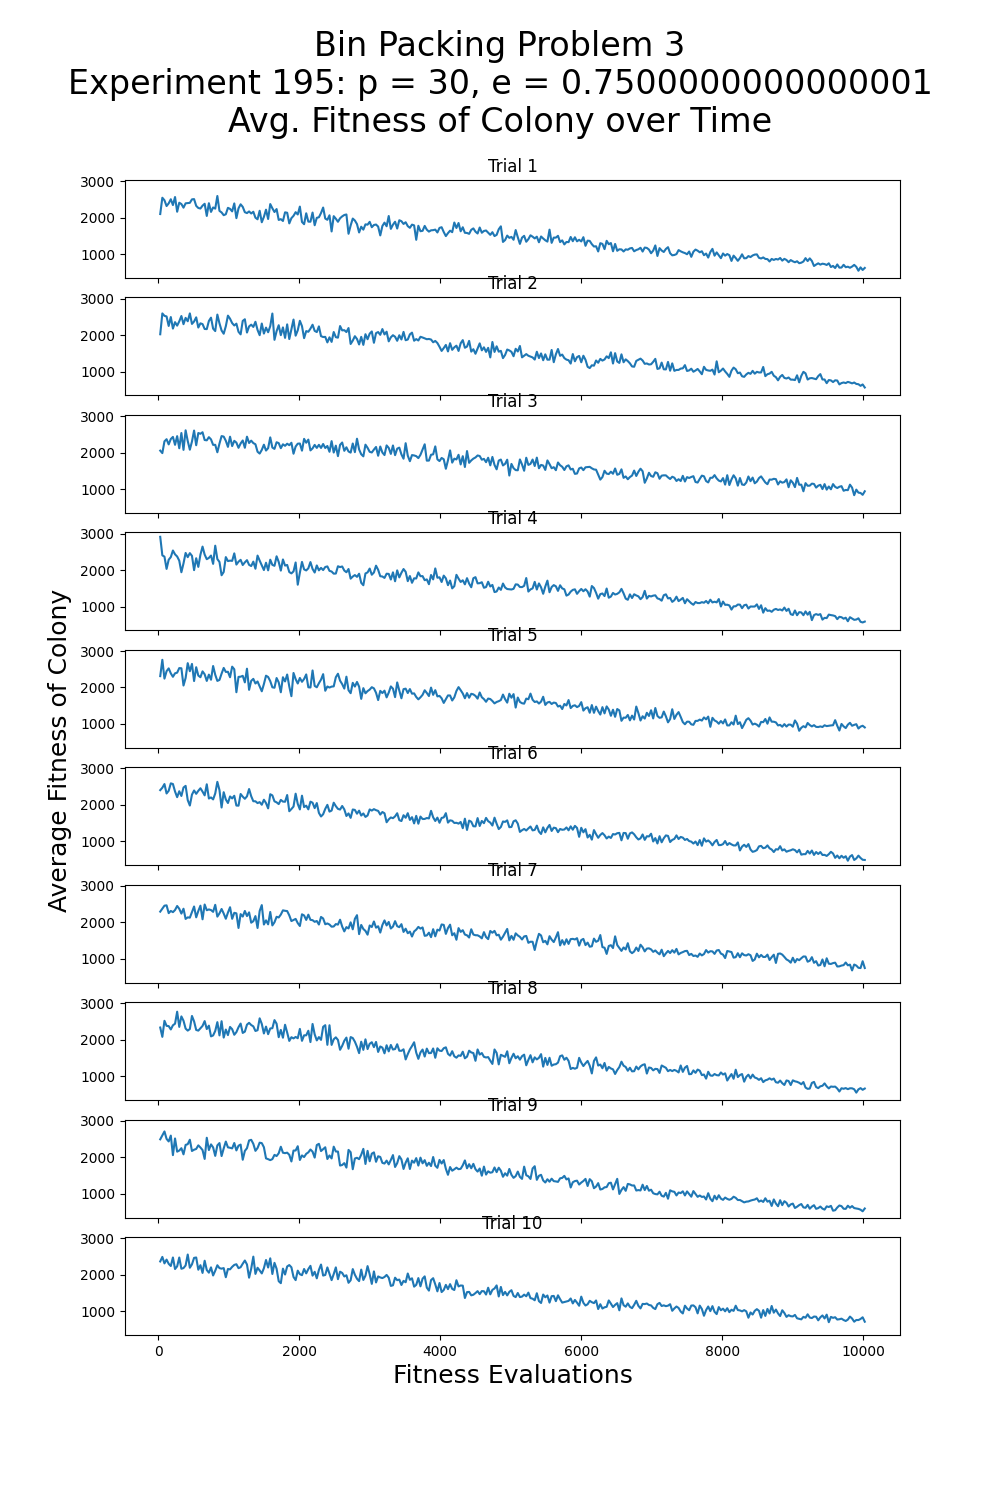 Bin Packing Problem 3
Experiment 195: p = 30, e = 0.7500000000000001
Avg. Fitness of Colony over Time
Trial 1
3000
2000
1000
Trial 2
3000
2000
1000
Trial 3
3000
2000
1000
Trial 4
3000
2000
1000
Trial 5
3000
2000
1000
Trial 6
3000
2000
1000
Trial 7
3000
2000
1000
Trial 8
3000
2000
1000
Trial 9
3000
2000
1000
Trial 10
3000
2000
1000
0 2000 4000 6000 8000 10000
Fitness Evaluations
Average Fitness of Colony